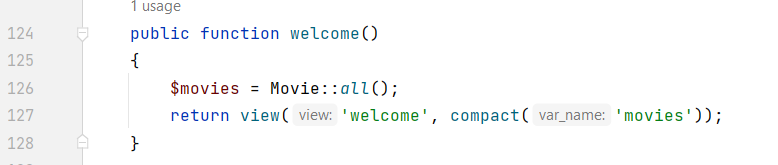 1 usage
124 public function welcome()
125 {
126 $movies = Movie::all();
127 return view( view: 'welcome', compact( var_name: 'movies'));
128 }